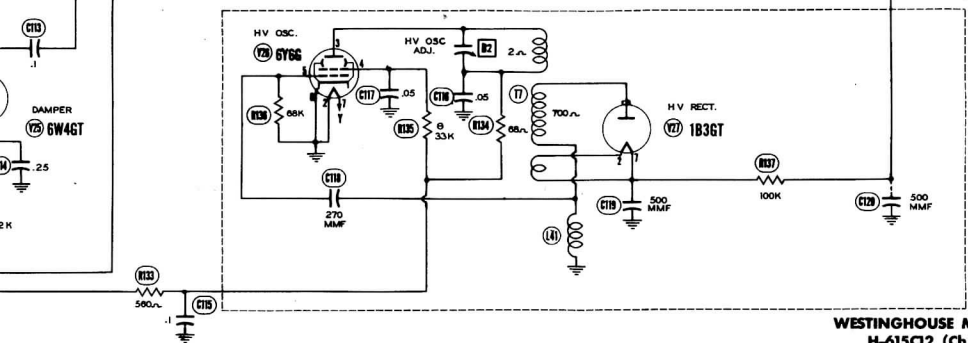 C113
.1
DAMPER
V25 6W4GT
.25
2K
HV OSC.
V26 6Y6G
3
5
4
8
2
7
Y
R136
68K
C117
.05
HV OSC
ADJ.
B2
2Ω
C116
.05
R135
θ
33K
R134
68Ω
T7
700Ω
HV RECT.
V27 1B3GT
2
7
C118
270
MMF
L41
C119
500
MMF
R137
100K
C120
500
MMF
R133
560Ω
C115
.1
WESTINGHOUSE M
H-615C12 (Ch